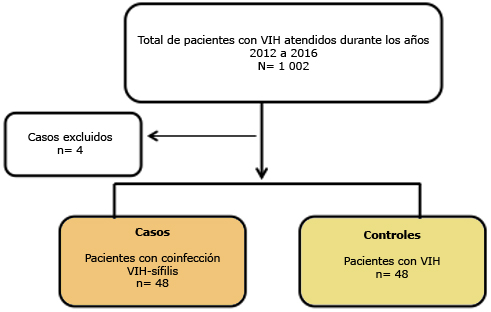 Total de pacientes con VIH atendidos durante los años
2012 a 2016
N= 1 002
Casos excluidos
n= 4
Casos
Pacientes con coinfección
VIH-sífilis
n= 48
Controles
Pacientes con VIH
n= 48